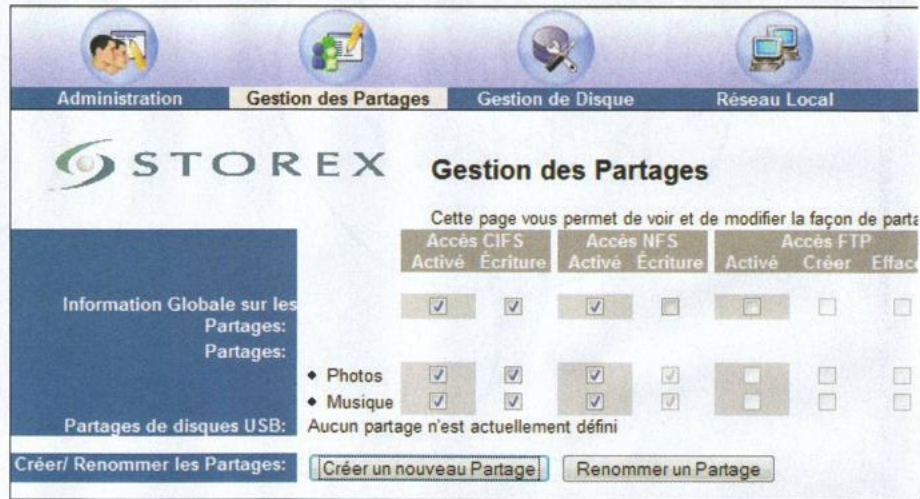 Administration Gestion des Partages Gestion de Disque Réseau Local
STOREX
Gestion des Partages
Cette page vous permet de voir et de modifier la façon de parta
Accès CIFS Accès NFS Accès FTP
Activé Écriture Activé Écriture Activé Créer Efface
Information Globale sur les
Partages:
Partages:
• Photos
• Musique
Partages de disques USB: Aucun partage n'est actuellement défini
Créer/ Renommer les Partages: Créer un nouveau Partage Renommer un Partage